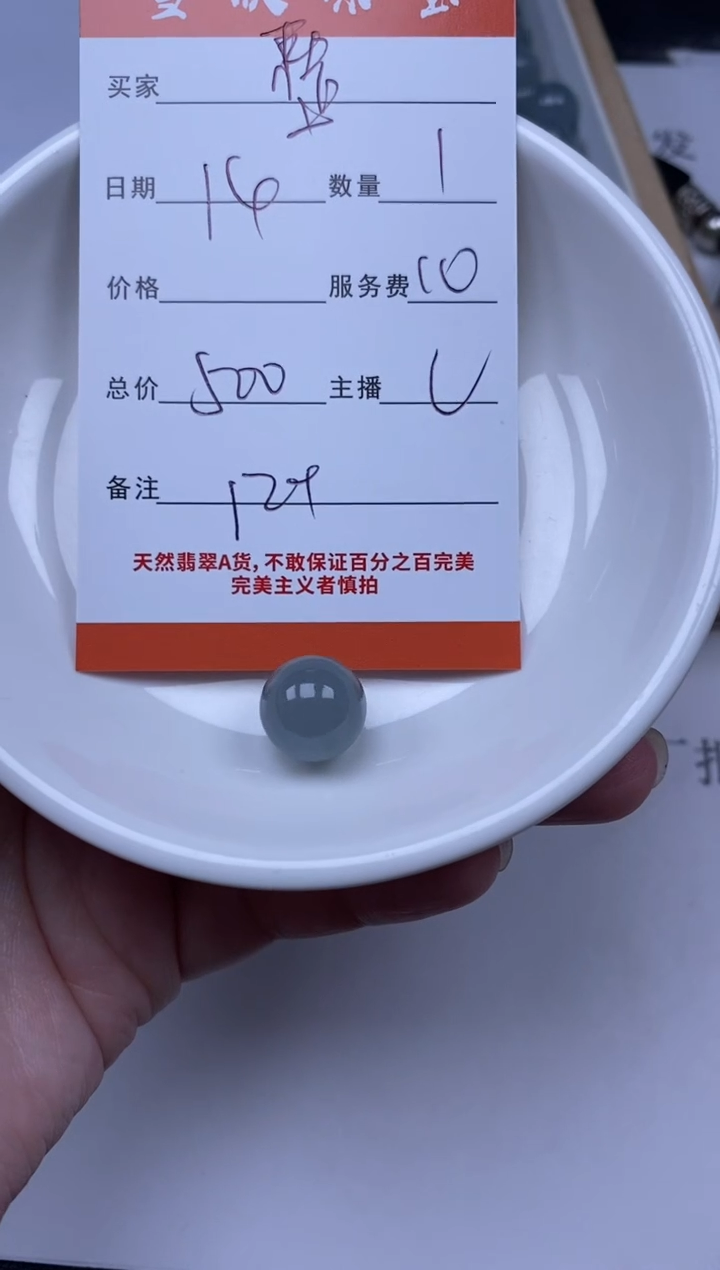 买家
日期 16 数量 1
价格 服务费 10
总价 500 主播 U
备注
天然翡翠A货,不敢保证百分之百完美
完美主义者慎拍
发